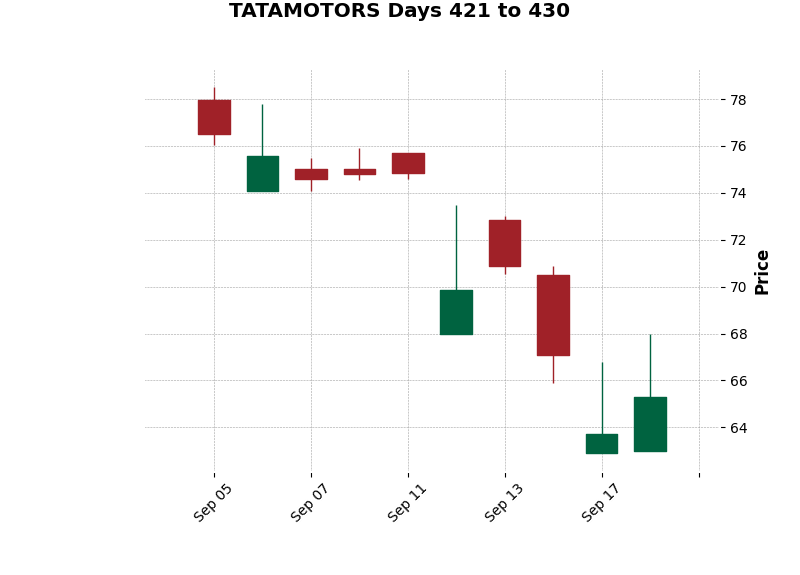 TATAMOTORS Days 421 to 430
78
76
74
72
70
68
66
64
Price
Sep 05
Sep 07
Sep 11
Sep 13
Sep 17